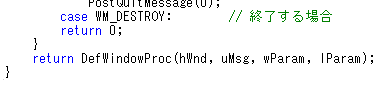 PostQuitMessage(0);
case WM_DESTROY: // 終了する場合
return 0;
}
return DefWindowProc(hWnd, uMsg, wParam, lParam);
}